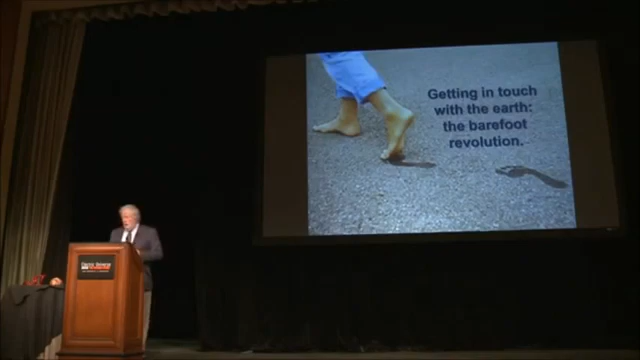 Getting in touch
with the earth:
the barefoot
revolution.